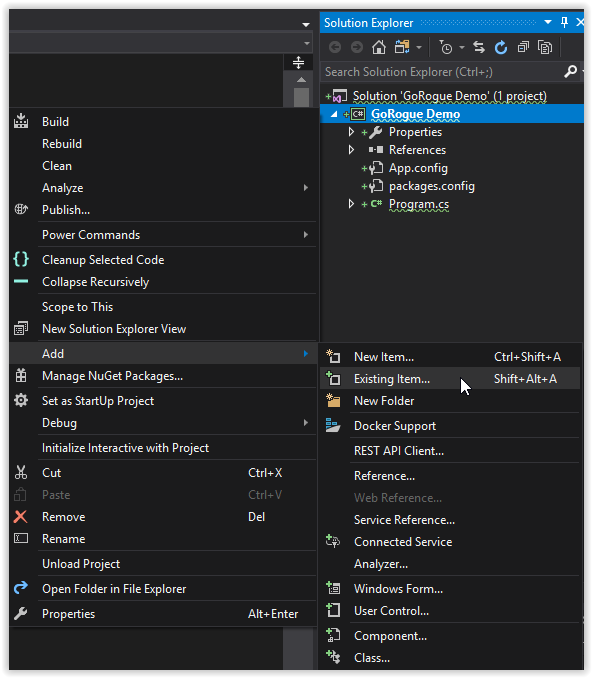 Solution Explorer
Search Solution Explorer (Ctrl+;)
Solution 'GoRogue Demo' (1 project)
C# GoRogue Demo
Properties
References
App.config
packages.config
C# Program.cs
Build
Rebuild
Clean
Analyze
Publish...
Power Commands
Cleanup Selected Code
Collapse Recursively
Scope to This
New Solution Explorer View
Add
Manage NuGet Packages...
Set as StartUp Project
Debug
Initialize Interactive with Project
Cut Ctrl+X
Paste Ctrl+V
Remove Del
Rename
Unload Project
Open Folder in File Explorer
Properties Alt+Enter
New Item... Ctrl+Shift+A
Existing Item... Shift+Alt+A
New Folder
Docker Support
REST API Client...
Reference...
Web Reference...
Service Reference...
Connected Service
Analyzer...
Windows Form...
User Control...
Component...
Class...